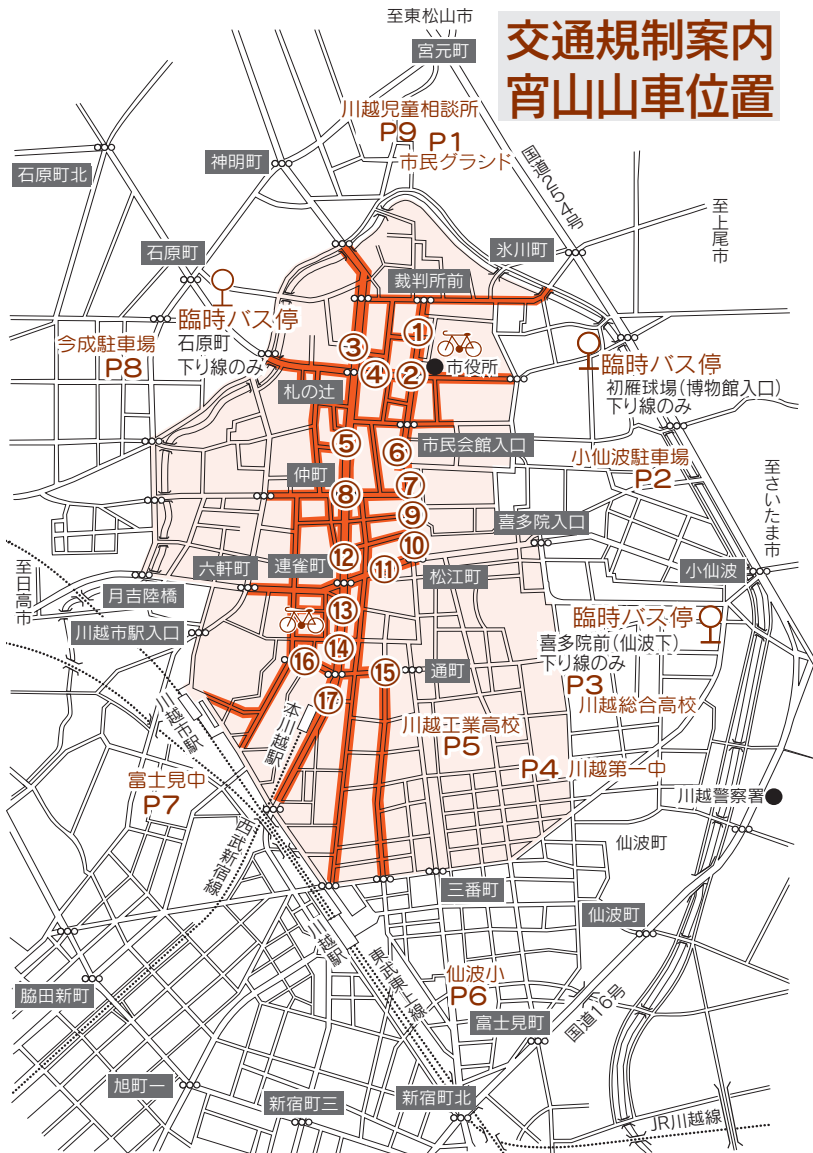 至東松山市
交通規制案内
宵山山車位置
宮元町
川越児童相談所
P9
P1
市民グランド
神明町
石原町北
国道254号
至上尾市
石原町
氷川町
裁判所前
臨時バス停
石原町
下り線のみ
今成駐車場
P8
①
③
④
②
市役所
臨時バス停
初雁球場(博物館入口)
下り線のみ
札の辻
⑤
⑥
市民会館入口
小仙波駐車場
P2
仲町
⑧
⑦
⑨
至さいたま市
喜多院入口
⑩
⑫
⑪
連雀町
六軒町
松江町
小仙波
至日高市
月吉陸橋
川越市駅入口
⑬
臨時バス停
喜多院前(仙波下)
下り線のみ
P3
川越総合高校
⑭
⑯
⑮
通町
⑰
川越市駅
本川越駅
川越工業高校
P5
P4 川越第一中
富士見中
P7
川越警察署
西武新宿線
仙波町
三番町
仙波町
川越駅
東武東上線
仙波小
P6
脇田新町
富士見町
国道16号
旭町一
新宿町三
新宿町北
JR川越線